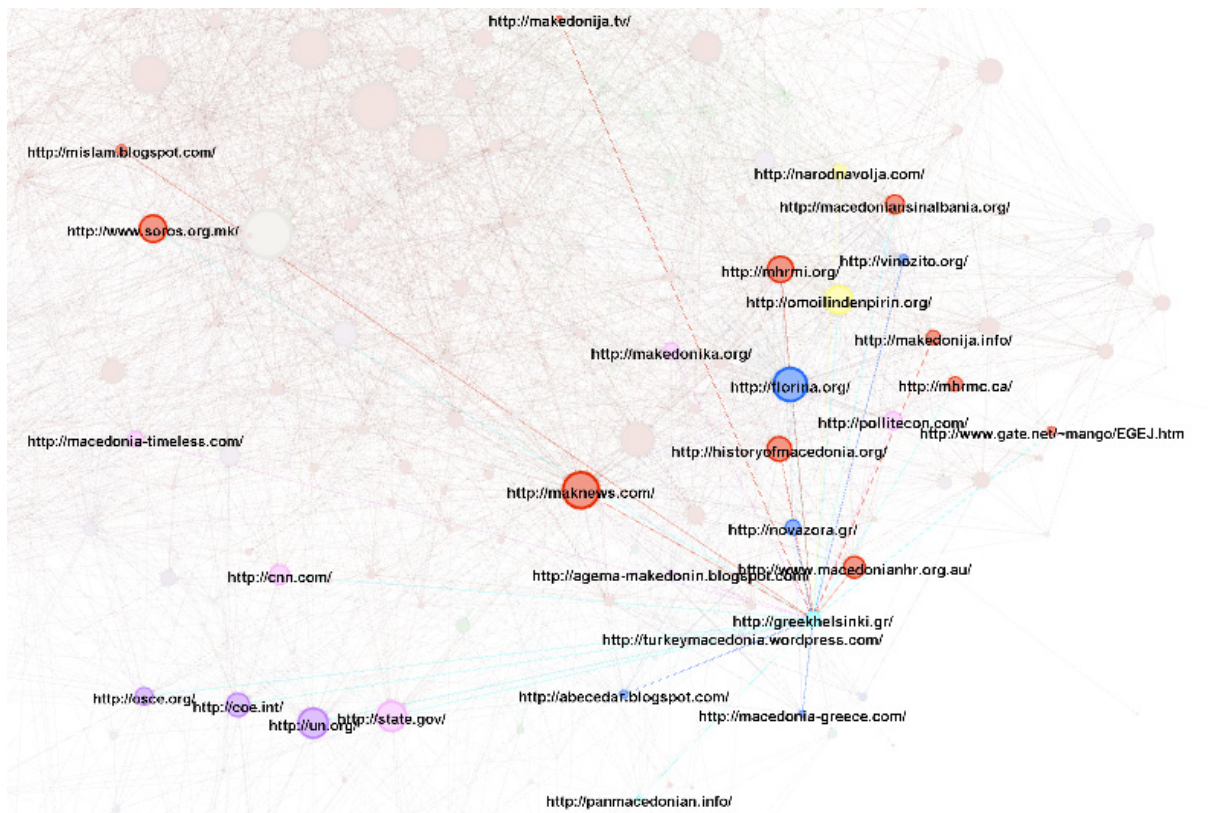 http://makedonija.tv/
http://mislam.blogspot.com/
http://narodnavolja.com/
http://macedoniansinalbania.org/
http://www.soros.org.mk/
http://vinozito.org/
http://mhrmi.org/
http://omoilindenpirin.org/
http://makedonija.info/
http://makedonika.org/
http://florina.org/
http://mhrmc.ca/
http://pollitecon.com/
http://www.gate.net/~mango/EGEJ.htm
http://macedonia-timeless.com/
http://historyofmacedonia.org/
http://maknews.com/
http://novazora.gr/
http://www.macedonianhr.org.au/
http://cnn.com/
http://agema-makedonin.blogspot.com/
http://greekhelsinki.gr/
http://turkeymacedonia.wordpress.com/
http://osce.org/
http://abecedar.blogspot.com/
http://coe.int/
http://macedonia-greece.com/
http://state.gov/
http://un.org/
http://panmacedonian.info/